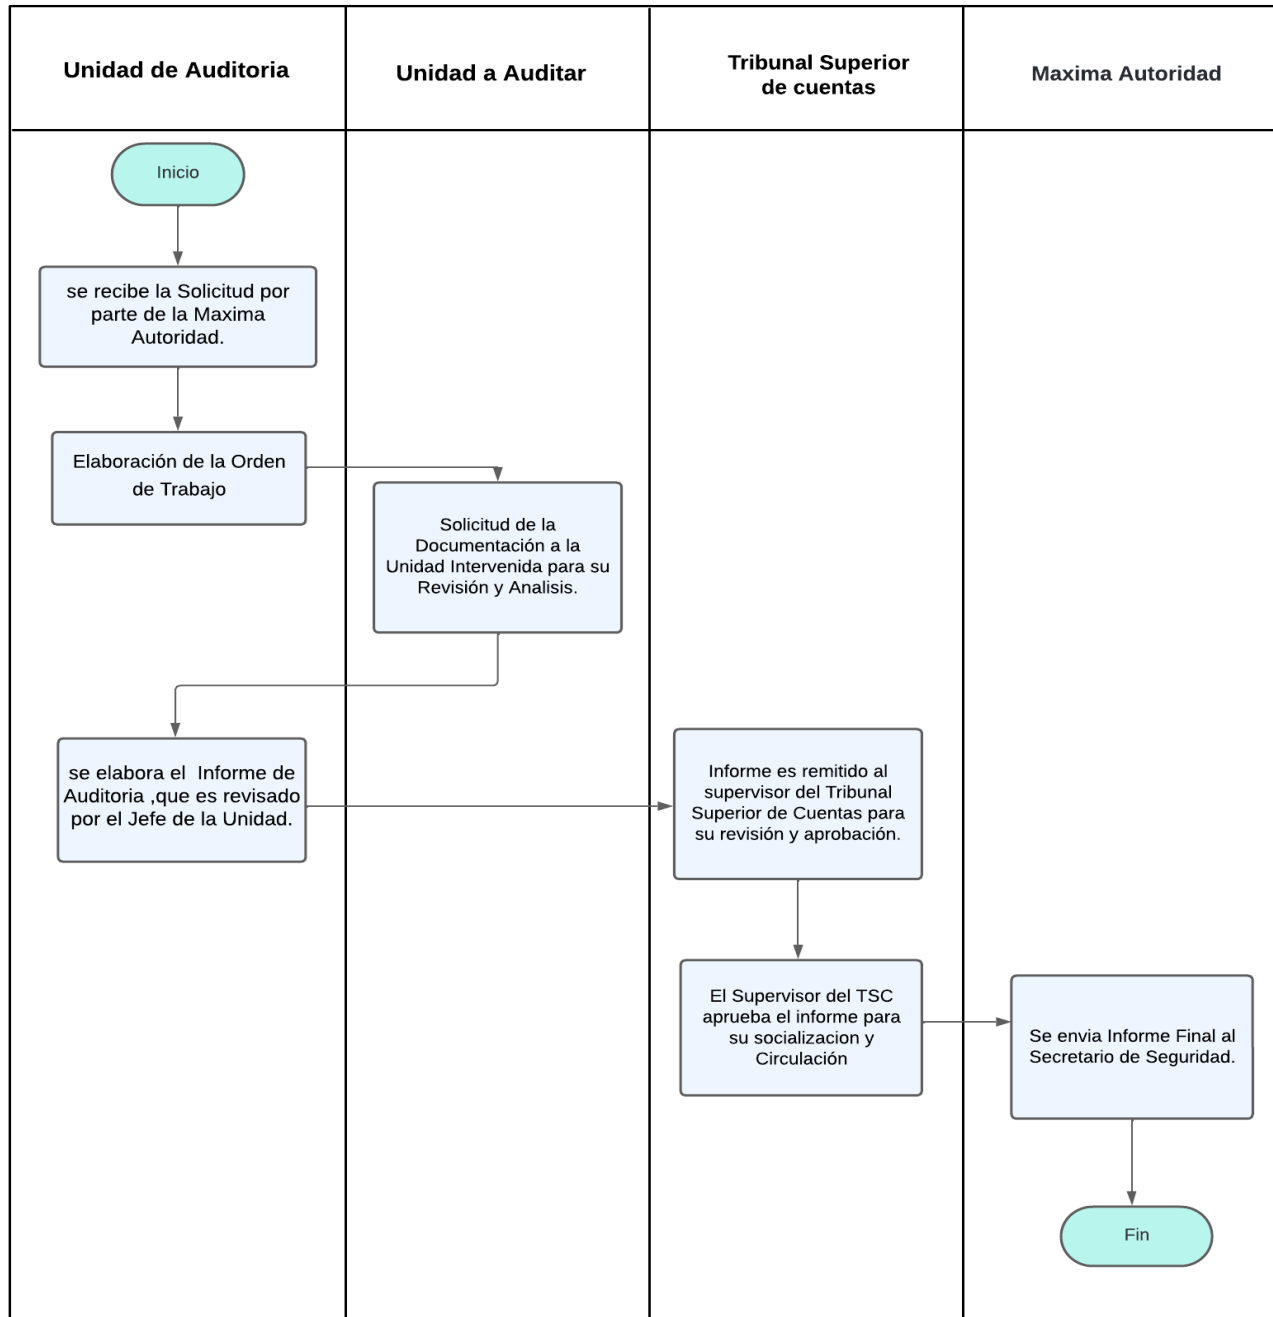 Unidad de Auditoria
Unidad a Auditar
Tribunal Superior
de cuentas
Maxima Autoridad
Inicio
se recibe la Solicitud por
parte de la Maxima
Autoridad.
Elaboración de la Orden
de Trabajo
Solicitud de la
Documentación a la
Unidad Intervenida para su
Revisión y Analisis.
se elabora el  Informe de
Auditoria ,que es revisado
por el Jefe de la Unidad.
Informe es remitido al
supervisor del Tribunal
Superior de Cuentas para
su revisión y aprobación.
El Supervisor del TSC
aprueba el informe para
su socializacion y
Circulación
Se envia Informe Final al
Secretario de Seguridad.
Fin